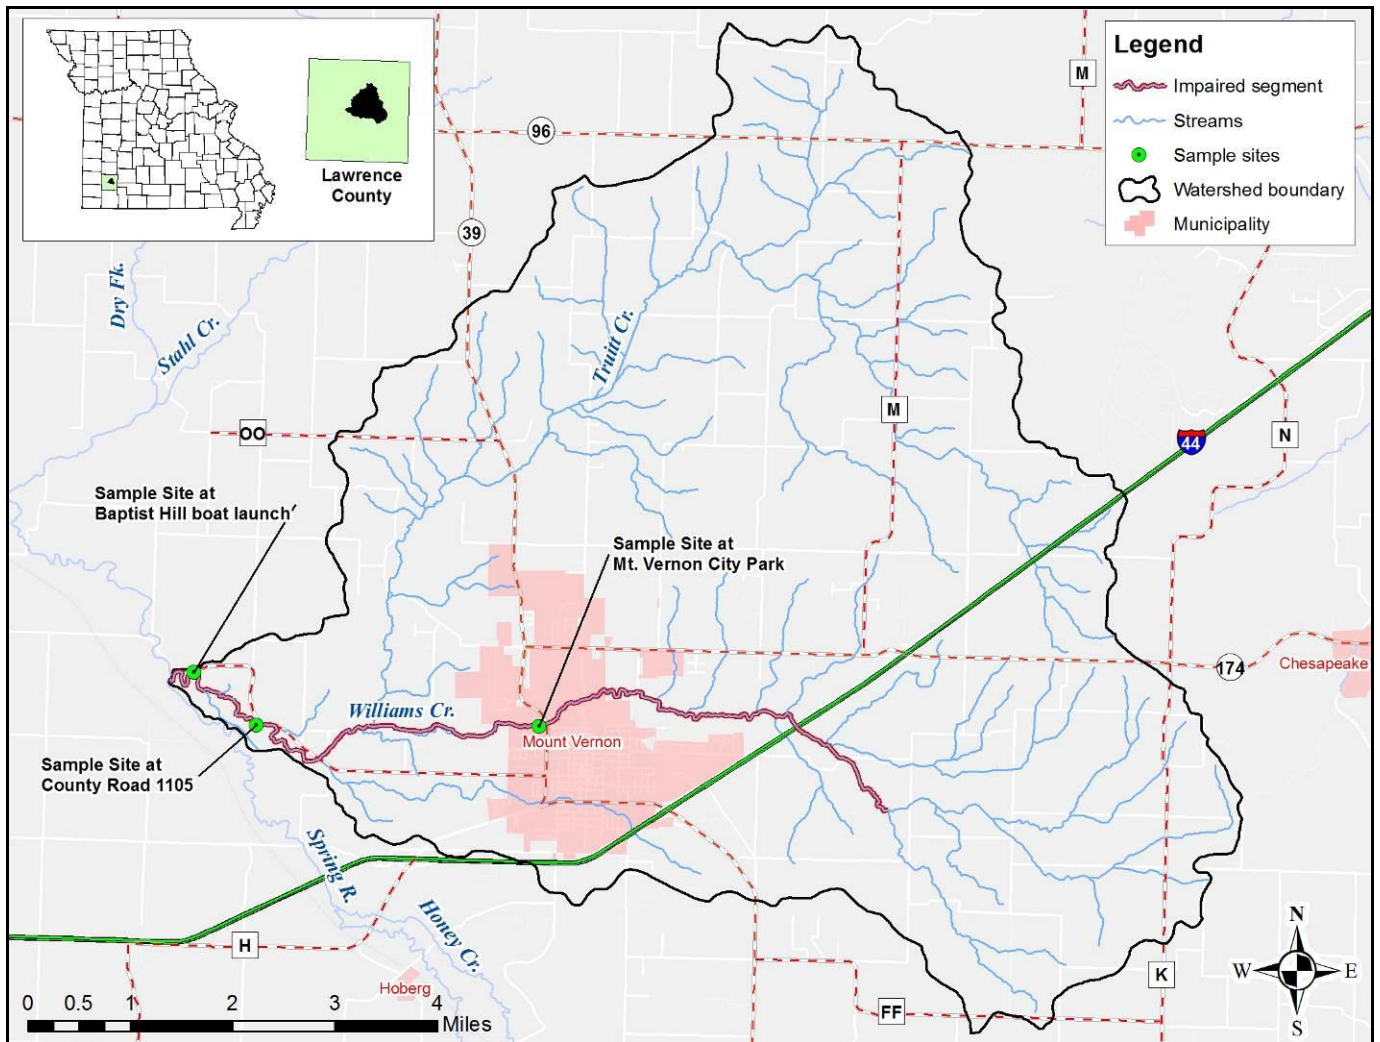 Lawrence
County
Legend
Impaired segment
Streams
Sample sites
Watershed boundary
Municipality
M
96
39
Dry Fk.
Stahl Cr.
Truitt Cr.
OO
M
44
N
Sample Site at
Baptist Hill boat launch
Sample Site at
Mt. Vernon City Park
174
Chesapeake
Williams Cr.
Mount Vernon
Sample Site at
County Road 1105
Spring R.
Honey Cr.
H
Hoberg
K
FF
N
W E
S
0 0.5 1 2 3 4
Miles